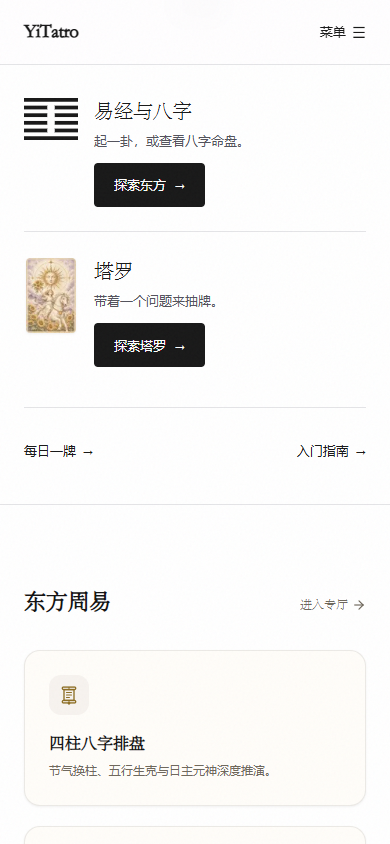 YiTatro
菜单
易经与八字
起一卦，或查看八字命盘。
探索东方 →
塔罗
带着一个问题来抽牌。
探索塔罗 →
每日一牌 →
入门指南 →
东方周易
进入专厅 →
四柱八字排盘
节气换柱、五行生克与日主元神深度推演。